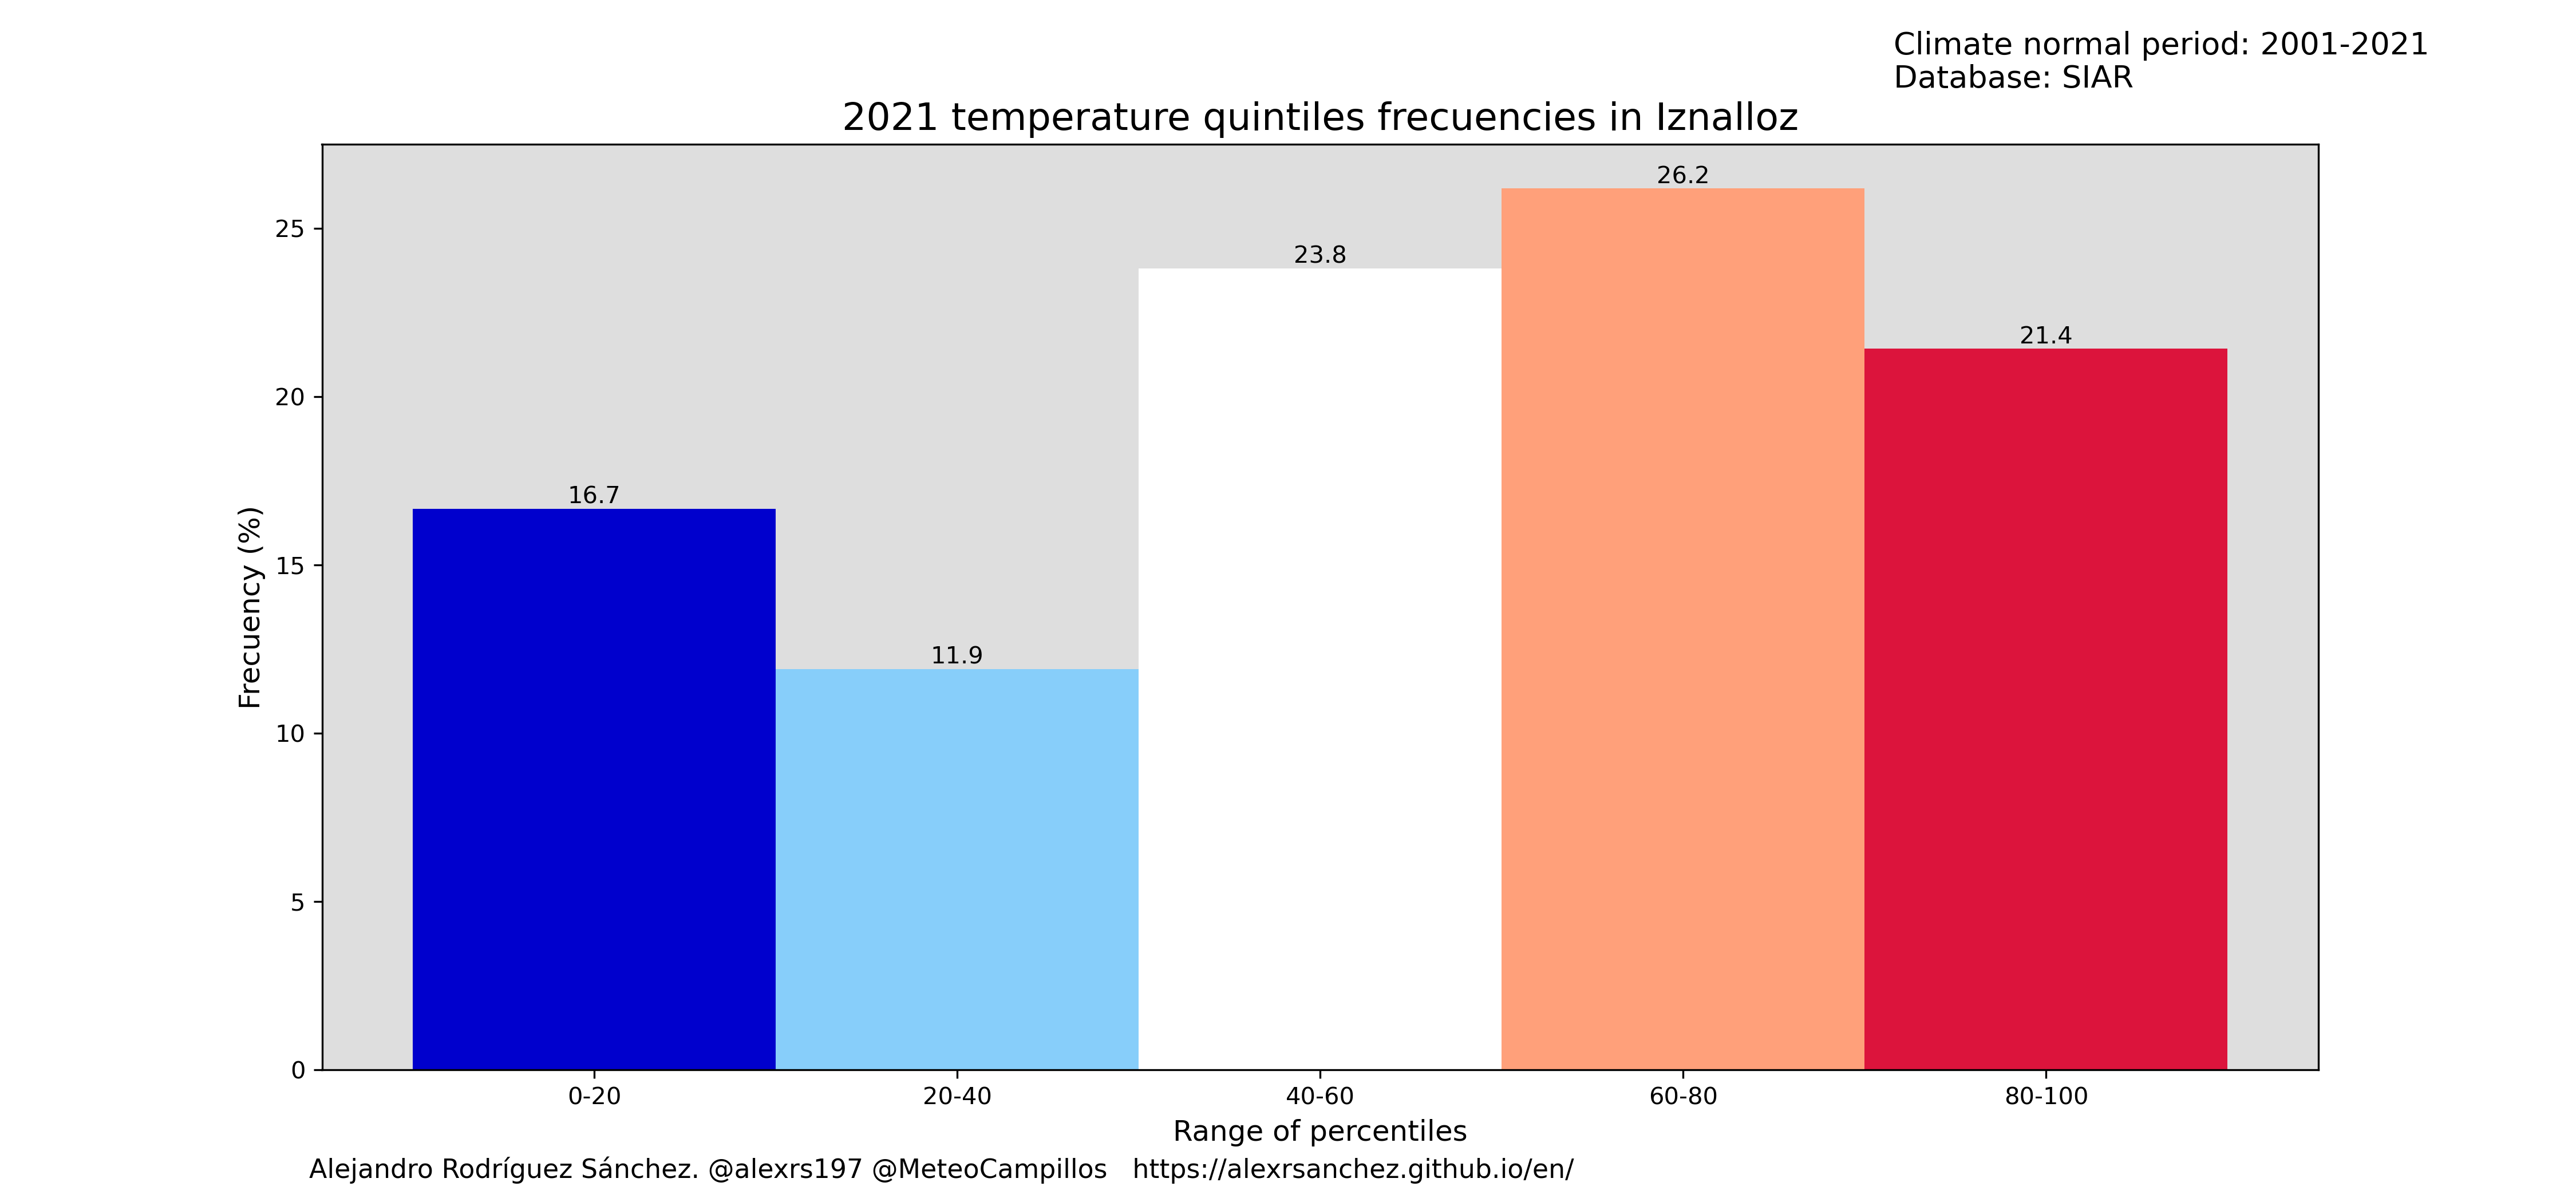 Climate normal period: 2001-2021
Database: SIAR
2021 temperature quintiles frecuencies in Iznalloz
26.2
25
23.8
21.4
20
16.7
15
11.9
10
5
0
Frecuency (%)
0-20 20-40 40-60 60-80 80-100
Range of percentiles
Alejandro Rodríguez Sánchez. @alexrs197 @MeteoCampillos https://alexrsanchez.github.io/en/